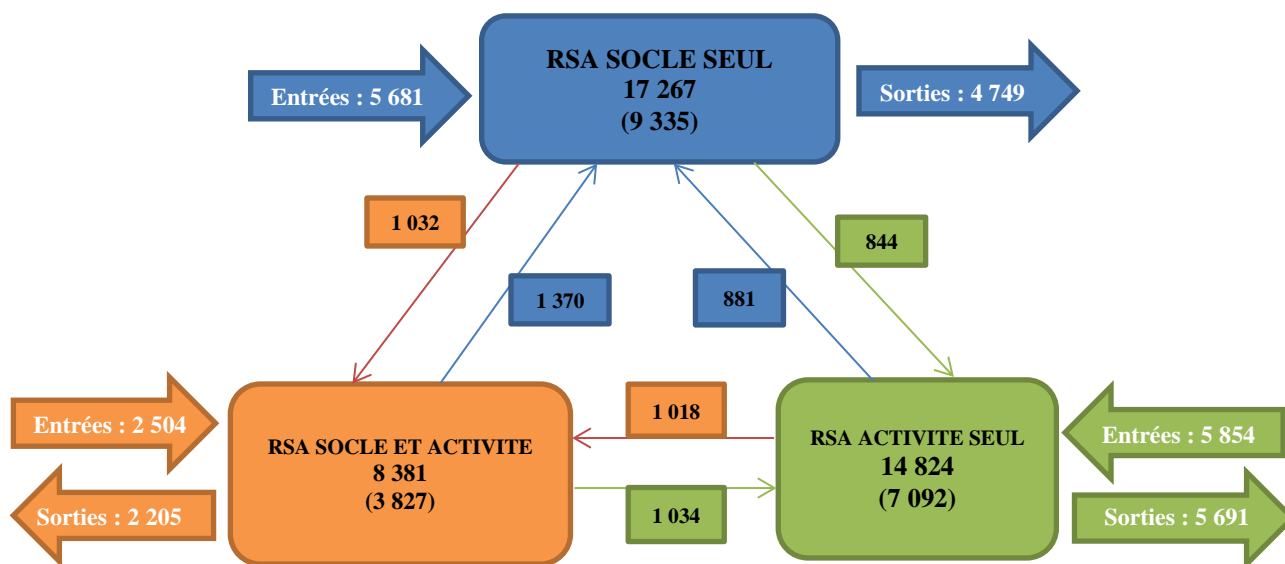 RSA SOCLE SEUL
17 267
(9 335)
Entrées : 5 681
Sorties : 4 749
1 032
844
1 370
881
Entrées : 2 504
Sorties : 2 205
RSA SOCLE ET ACTIVITE
8 381
(3 827)
1 018
1 034
RSA ACTIVITE SEUL
14 824
(7 092)
Entrées : 5 854
Sorties : 5 691